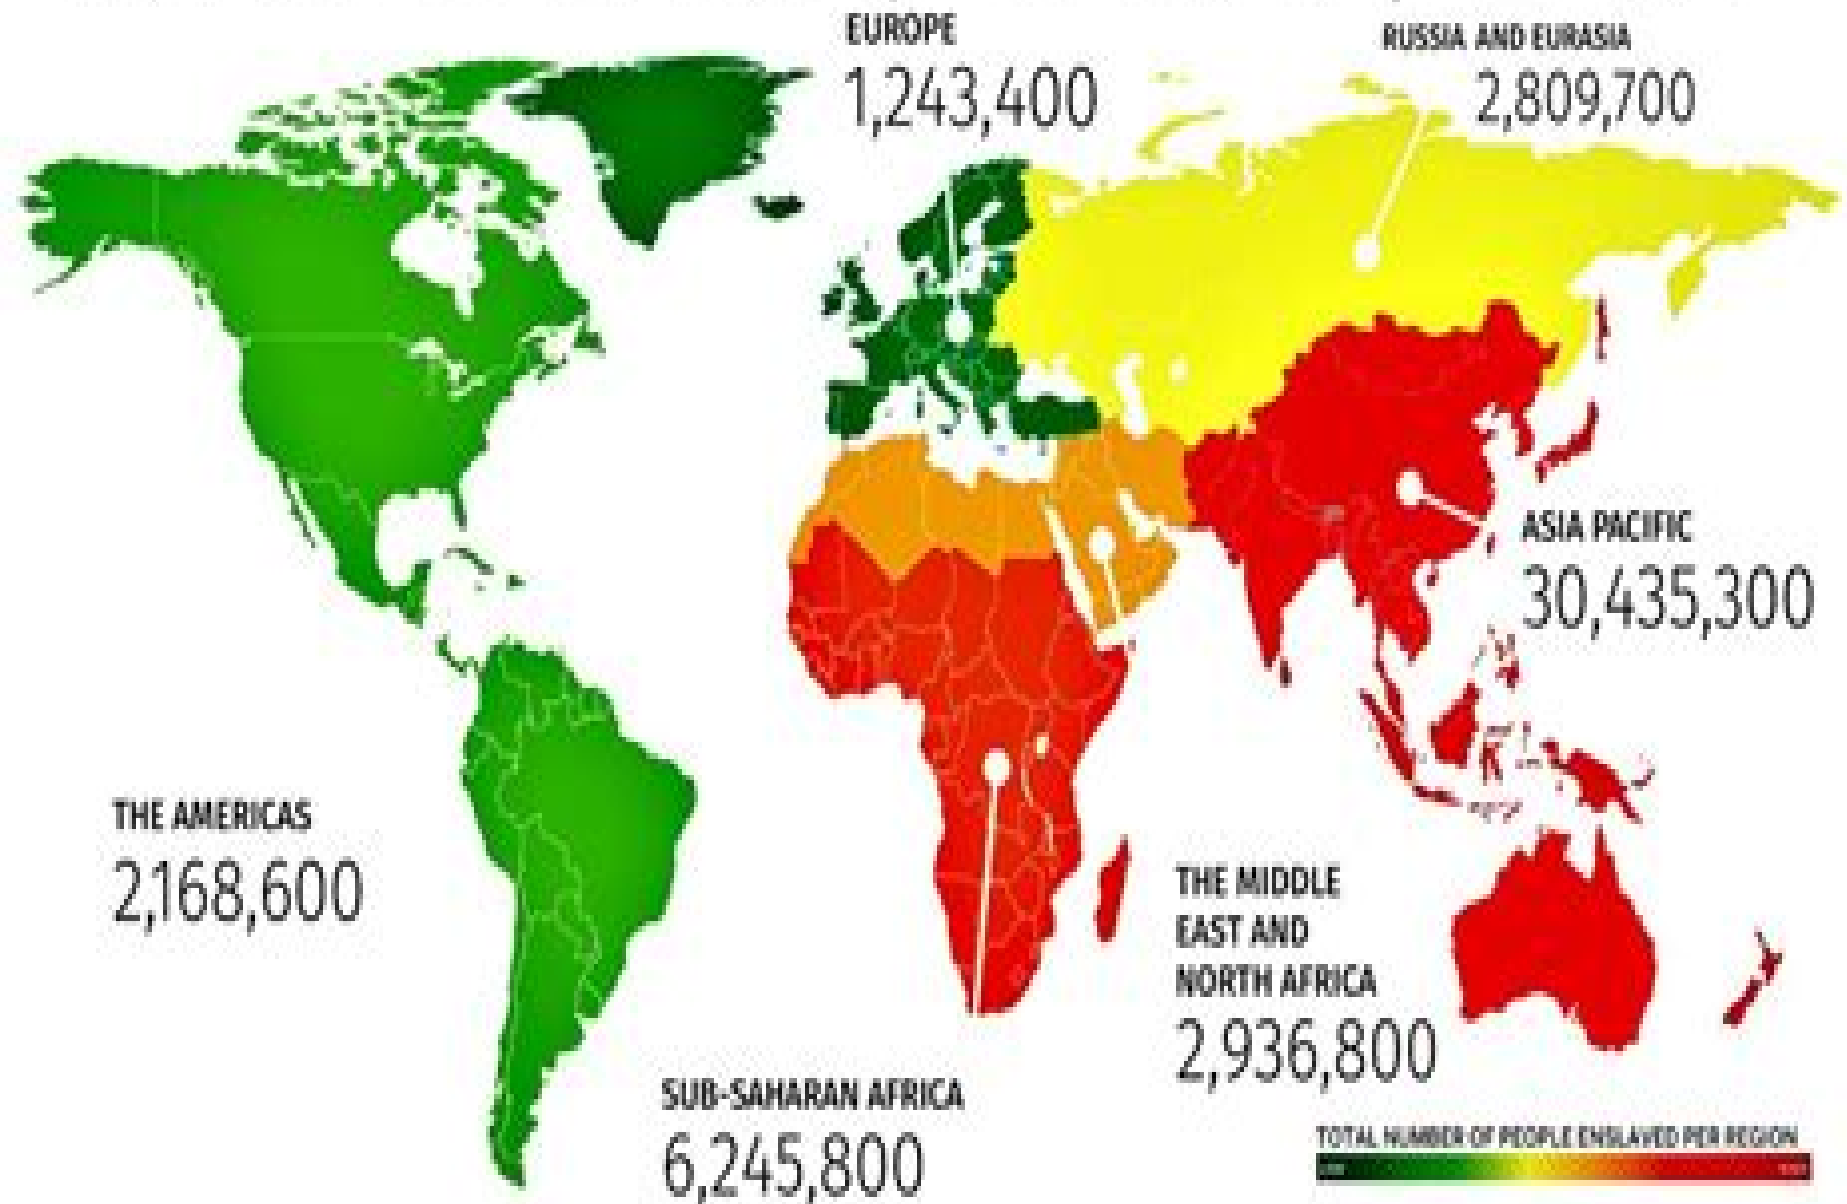 EUROPE
1,243,400
RUSSIA AND EURASIA
2,809,700
ASIA PACIFIC
30,435,300
THE AMERICAS
2,168,600
THE MIDDLE
EAST AND
NORTH AFRICA
2,936,800
SUB-SAHARAN AFRICA
6,245,800
TOTAL NUMBER OF PEOPLE ENSLAVED PER REGION